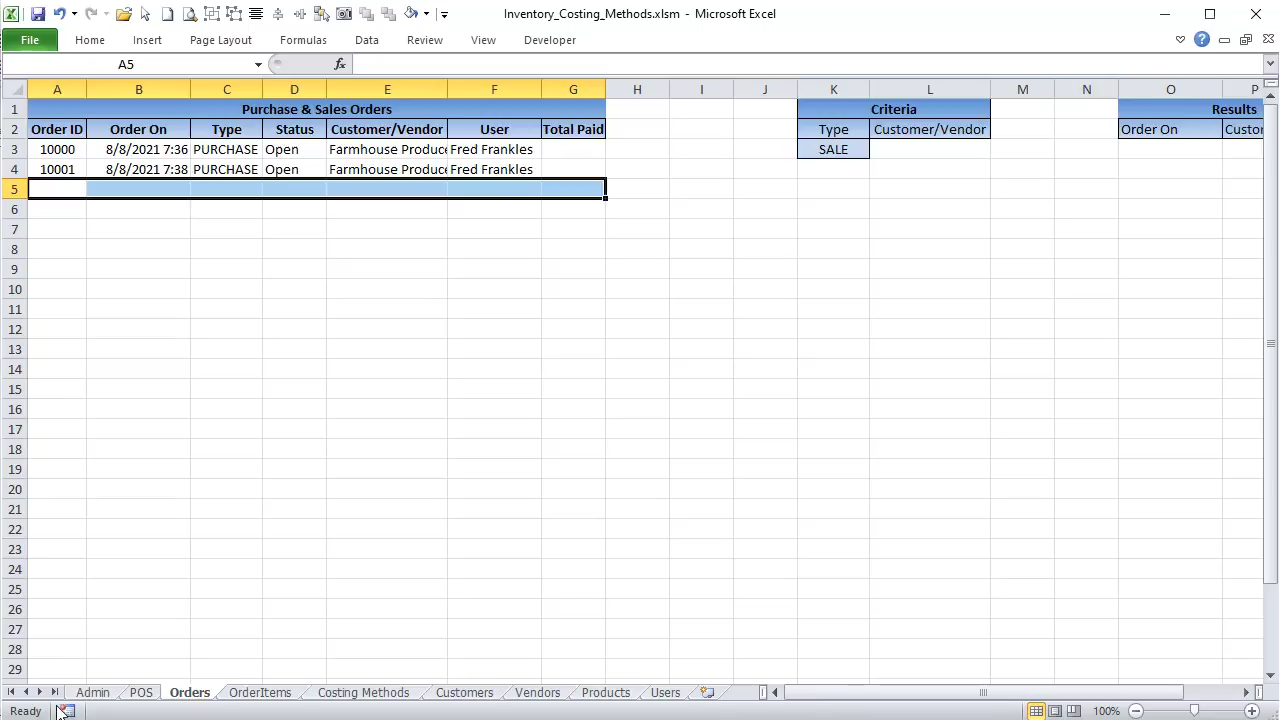 Inventory_Costing_Methods.xlsm - Microsoft Excel
File Home Insert Page Layout Formulas Data Review View Developer
A5 fx
A B C D E F G H I J K L M N O P
1 Purchase & Sales Orders Criteria Results
2 Order ID Order On Type Status Customer/Vendor User Total Paid Type Customer/Vendor Order On Custo
3 10000 8/8/2021 7:36 PURCHASE Open Farmhouse Produce Fred Frankles SALE
4 10001 8/8/2021 7:38 PURCHASE Open Farmhouse Produce Fred Frankles
5
6
7
8
9
10
11
12
13
14
15
16
17
18
19
20
21
22
23
24
25
26
27
28
29
Admin POS Orders OrderItems Costing Methods Customers Vendors Products Users
Ready 100%